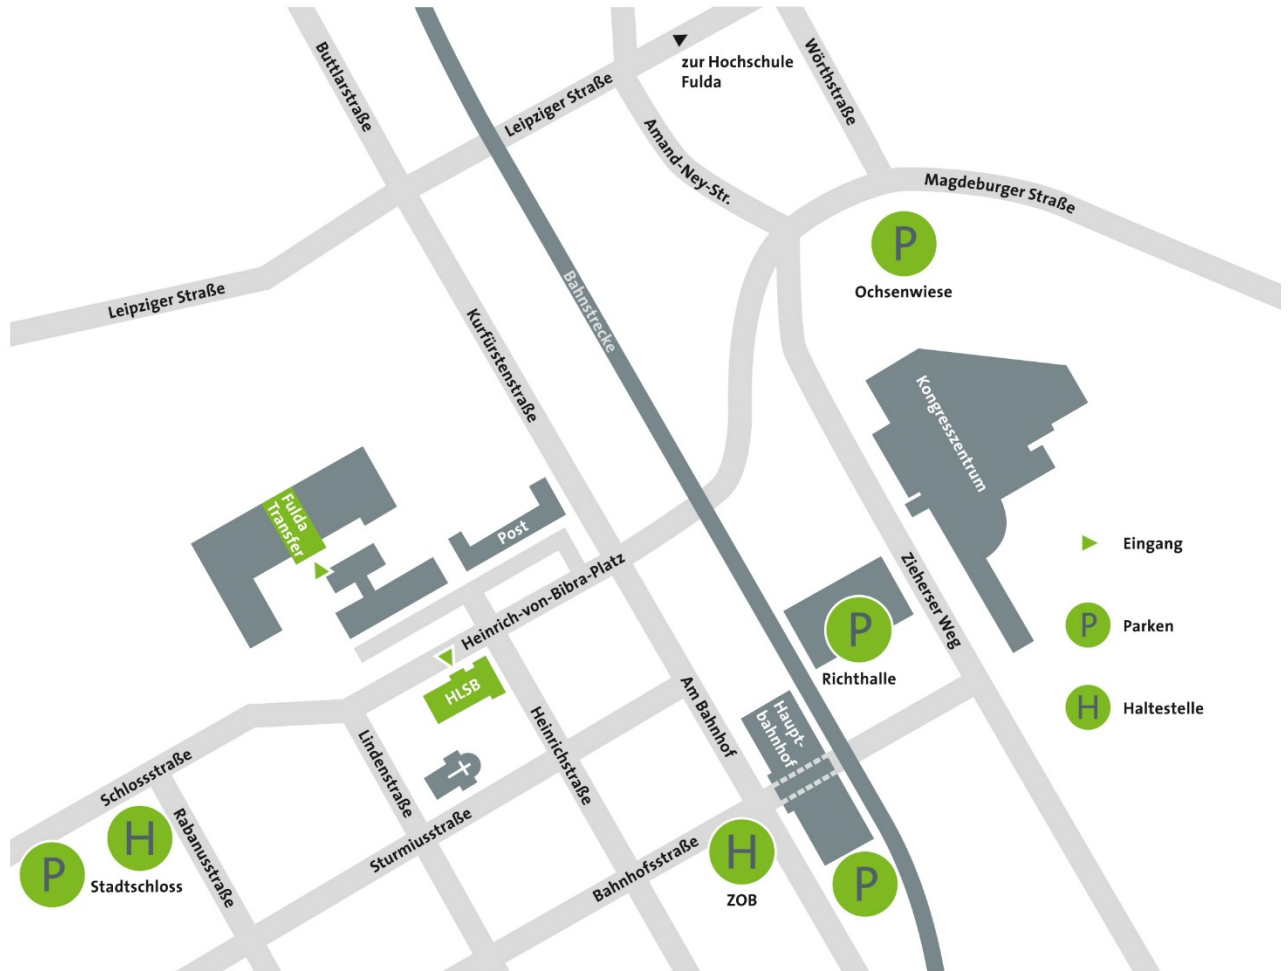 Buttlarstraße
zur Hochschule
Fulda
Wörthstraße
Leipziger Straße
Amand-Ney-Str.
Magdeburger Straße
P
Ochsenwiese
Leipziger Straße
Bahnstrecke
Kurfürstenstraße
Kongresszentrum
Fulda
Transfer
Post
Heinrich-von-Bibra-Platz
Zieherser Weg
Eingang
P
Parken
P
Richthalle
H
Haltestelle
HLSB
Am Bahnhof
Haupt-
bahnhof
Heinrichstraße
Lindenstraße
Schlossstraße
Rabanusstraße
Sturmiusstraße
Bahnhofsstraße
H
Stadtschloss
P
H
ZOB
P